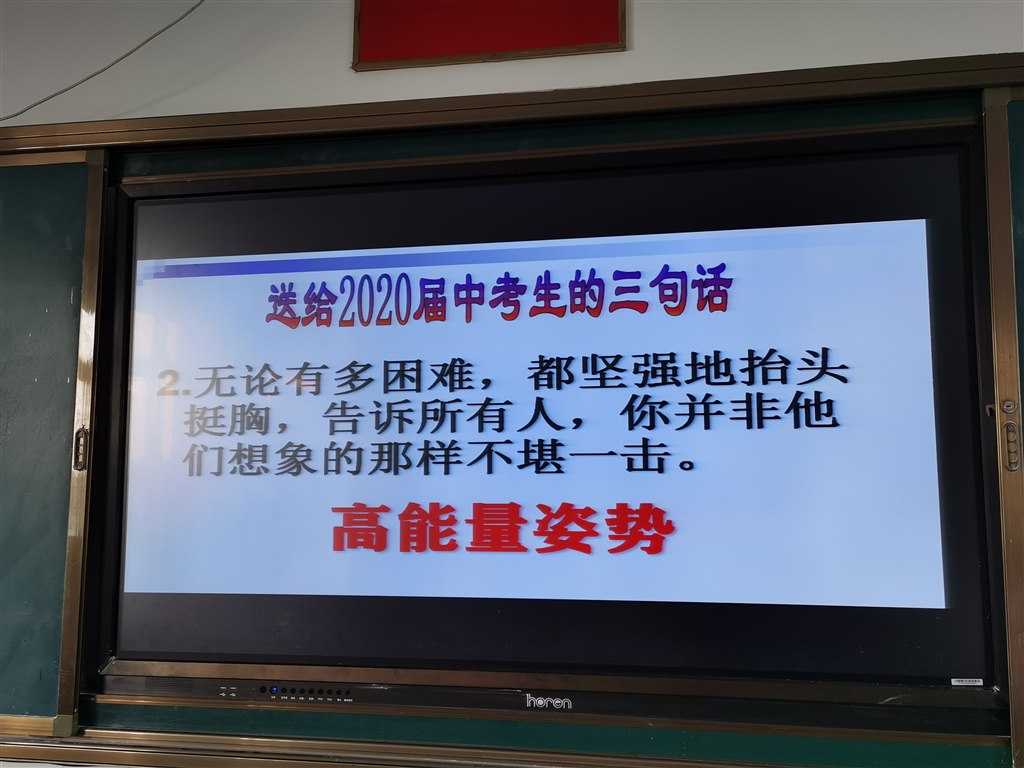 送给2020届中考生的三句话
2.无论有多困难，都坚强地抬头
挺胸，告诉所有人，你并非他
们想象的那样不堪一击。
高能量姿势
horen